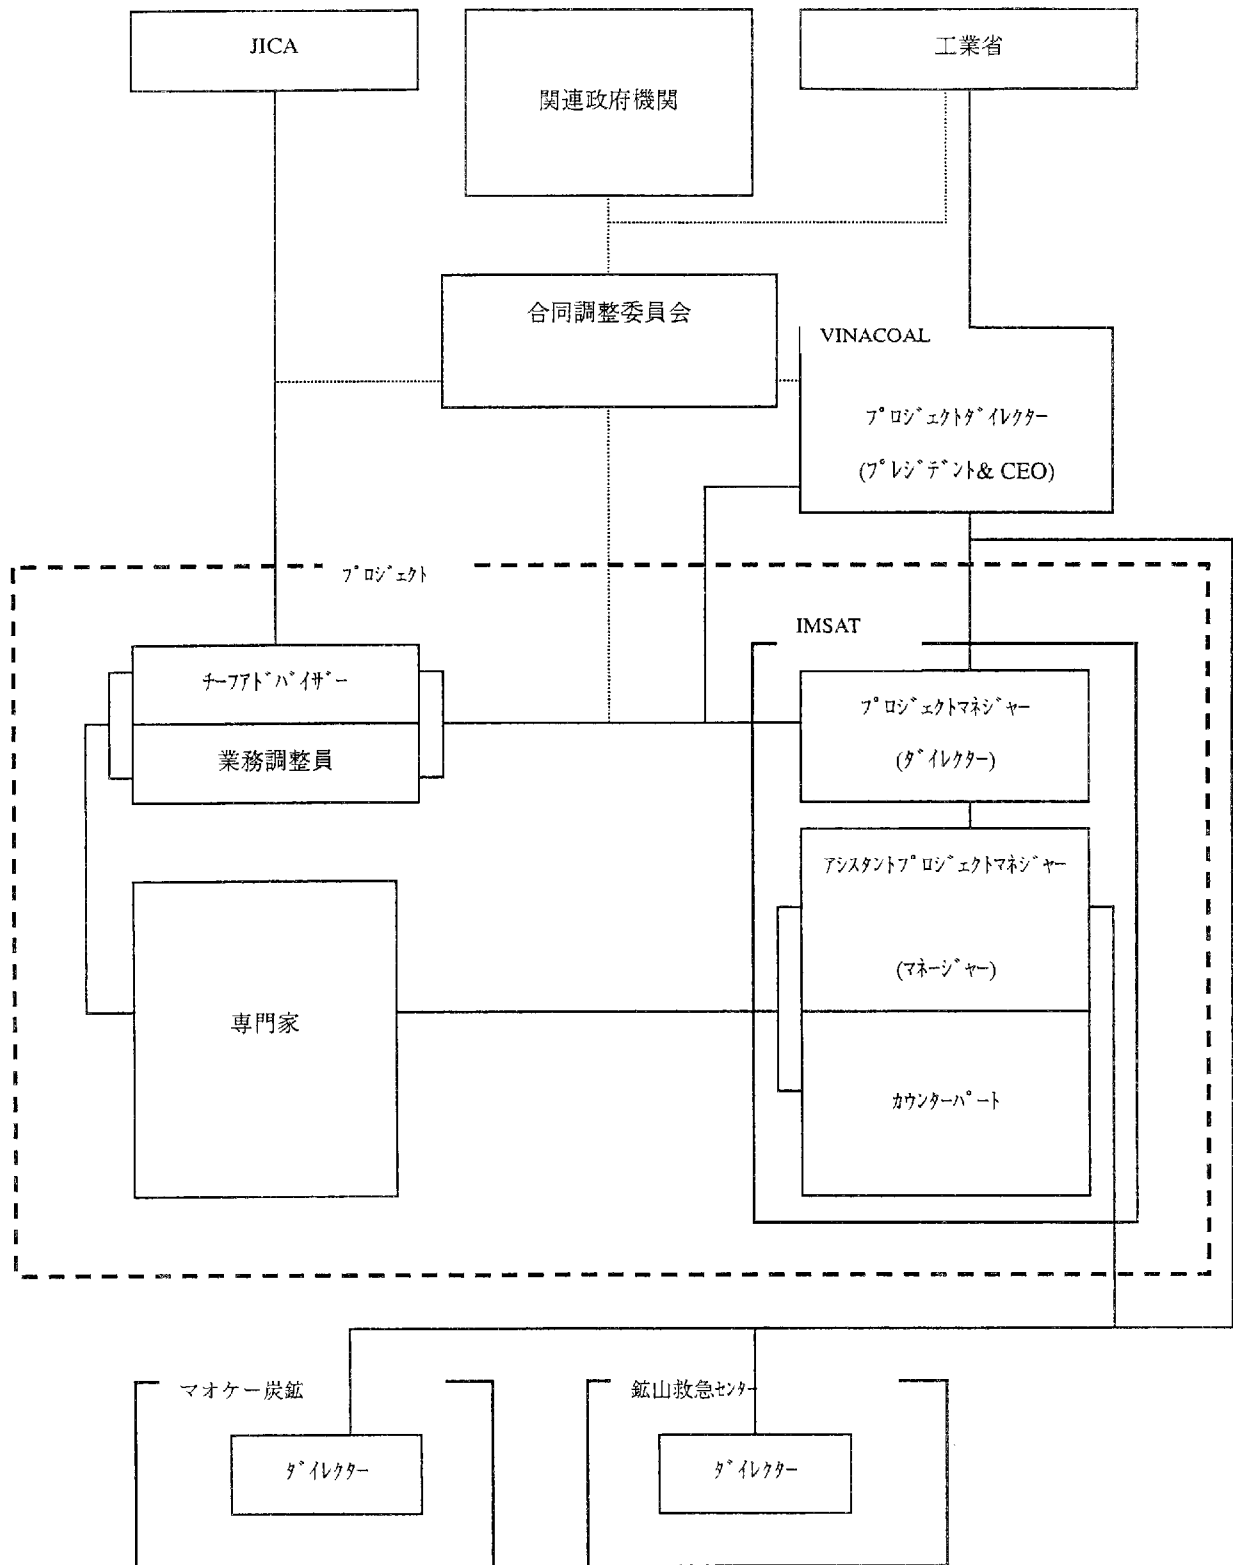 JICA
関連政府機関
工業省
合同調整委員会
VINACOAL
プロジェクトダイレクター
(プレジデント& CEO)
プロジェクト
IMSAT
チーフアドバイザー
業務調整員
プロジェクトマネジャー
(ダイレクター)
アシスタントプロジェクトマネジャー
(マネージャー)
専門家
カウンターパート
マオケー炭鉱
鉱山救急センター
ダイレクター
ダイレクター